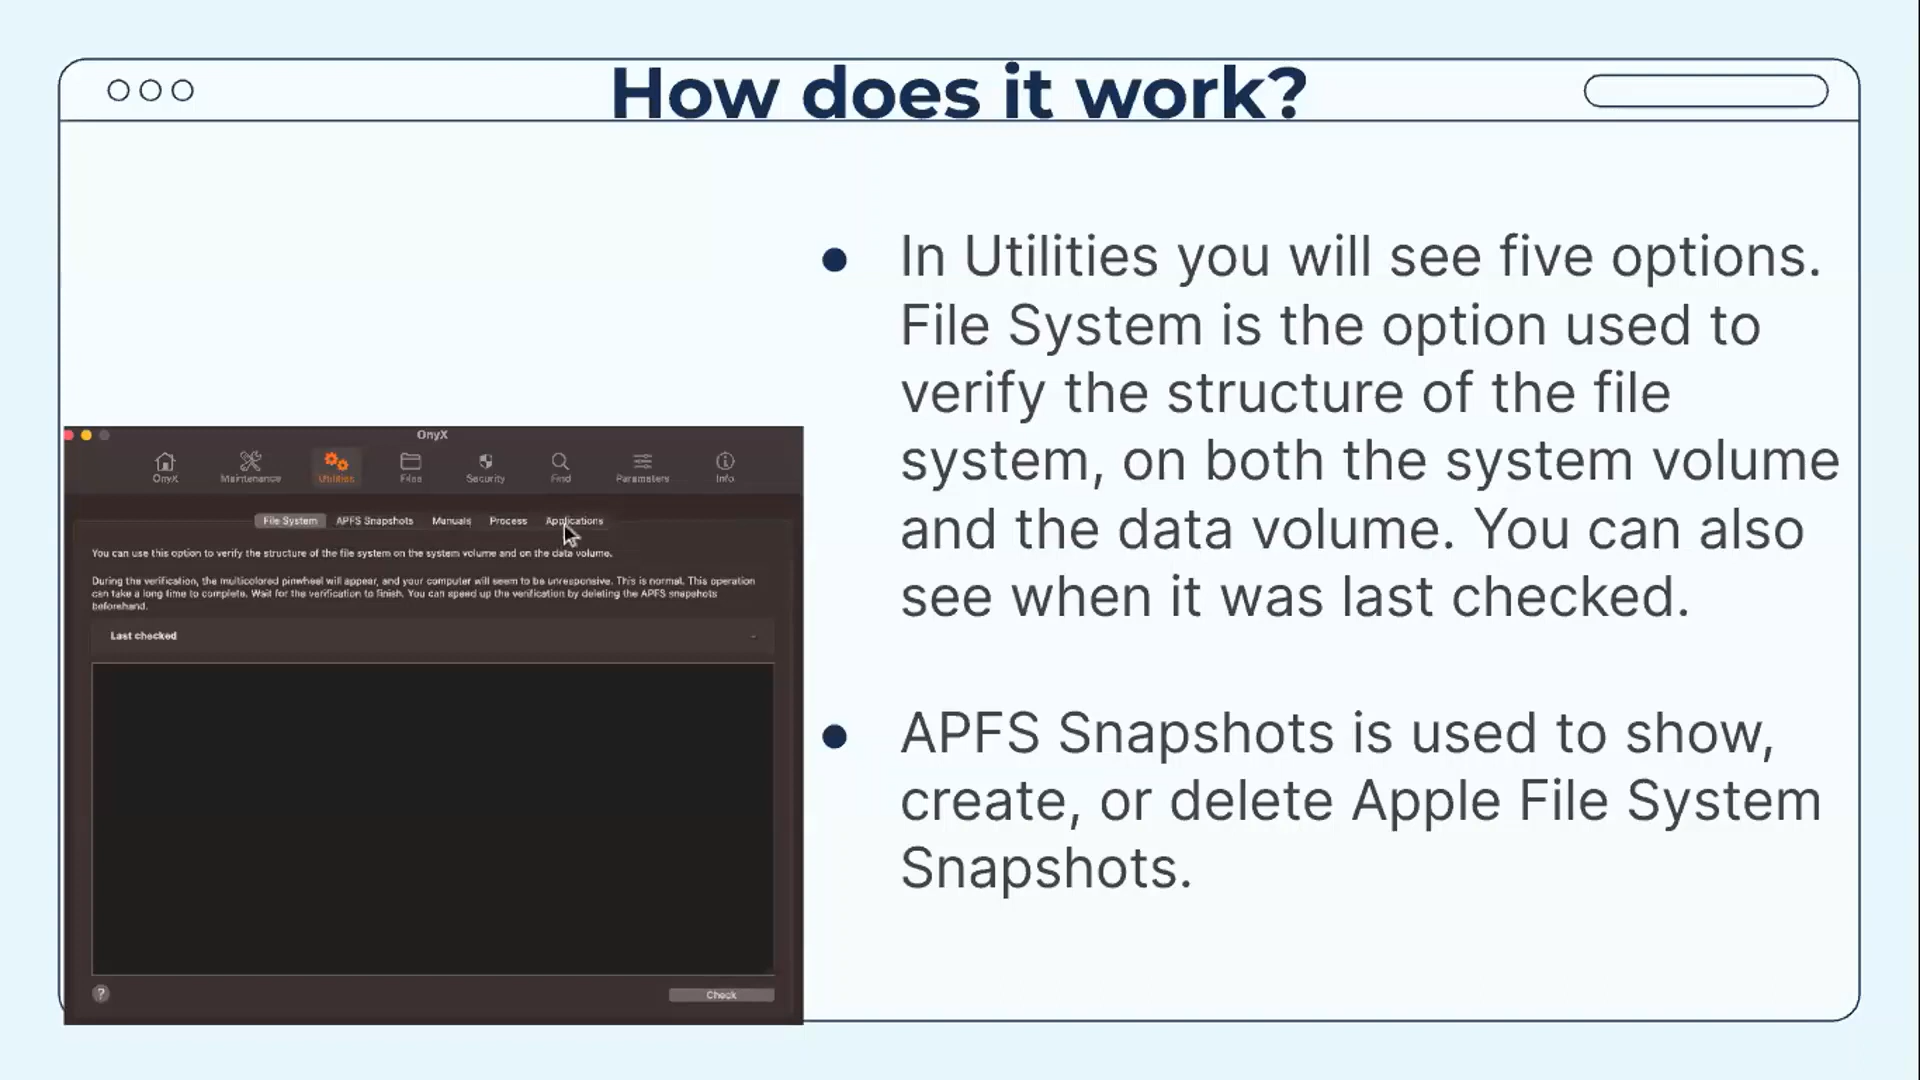 How does it work?
In Utilities you will see five options.
File System is the option used to
verify the structure of the file
system, on both the system volume
and the data volume. You can also
see when it was last checked.
APFS Snapshots is used to show,
create, or delete Apple File System
Snapshots.
OnyX
OnyX Maintenance Utilities Files Security Find Parameters Info
File System APFS Snapshots Manuals Process Applications
You can use this option to verify the structure of the file system on the system volume and on the data volume.
During the verification, the multicolored pinwheel will appear, and your computer will seem to be unresponsive. This is normal. This operation
can take a long time to complete. Wait for the verification to finish. You can speed up the verification by deleting the APFS snapshots
beforehand.
Last checked -
? Check